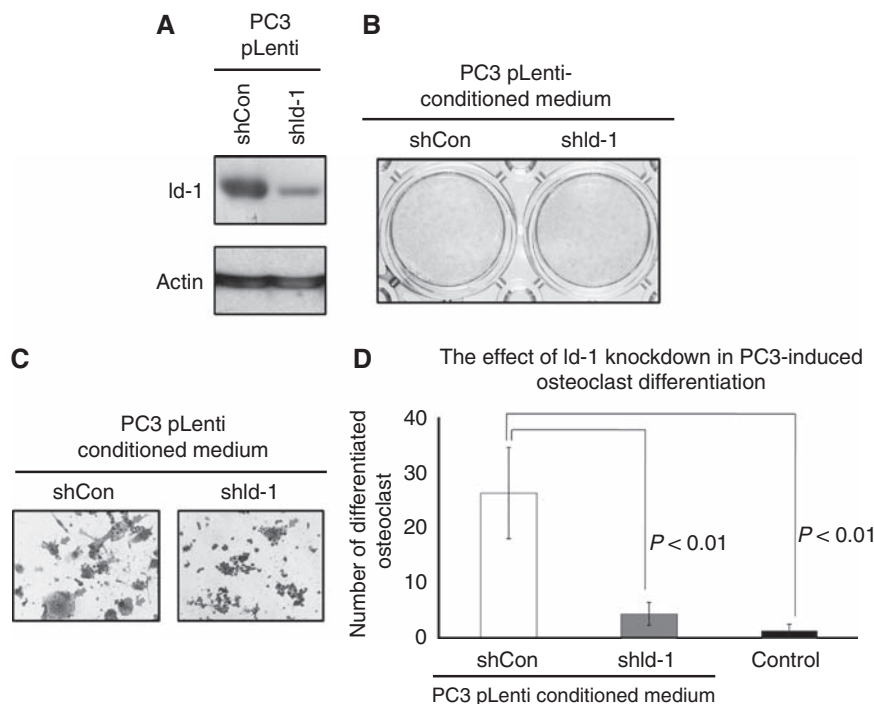 A
PC3
pLenti
shCon
shId-1
Id-1
Actin
B
PC3 pLenti-
conditioned medium
shCon
shId-1
C
PC3 pLenti
conditioned medium
shCon
shId-1
D
The effect of Id-1 knockdown in PC3-induced
osteoclast differentiation
Number of differentiated
osteoclast
40
30
20
10
0
P < 0.01
P < 0.01
shCon
shId-1
Control
PC3 pLenti conditioned medium